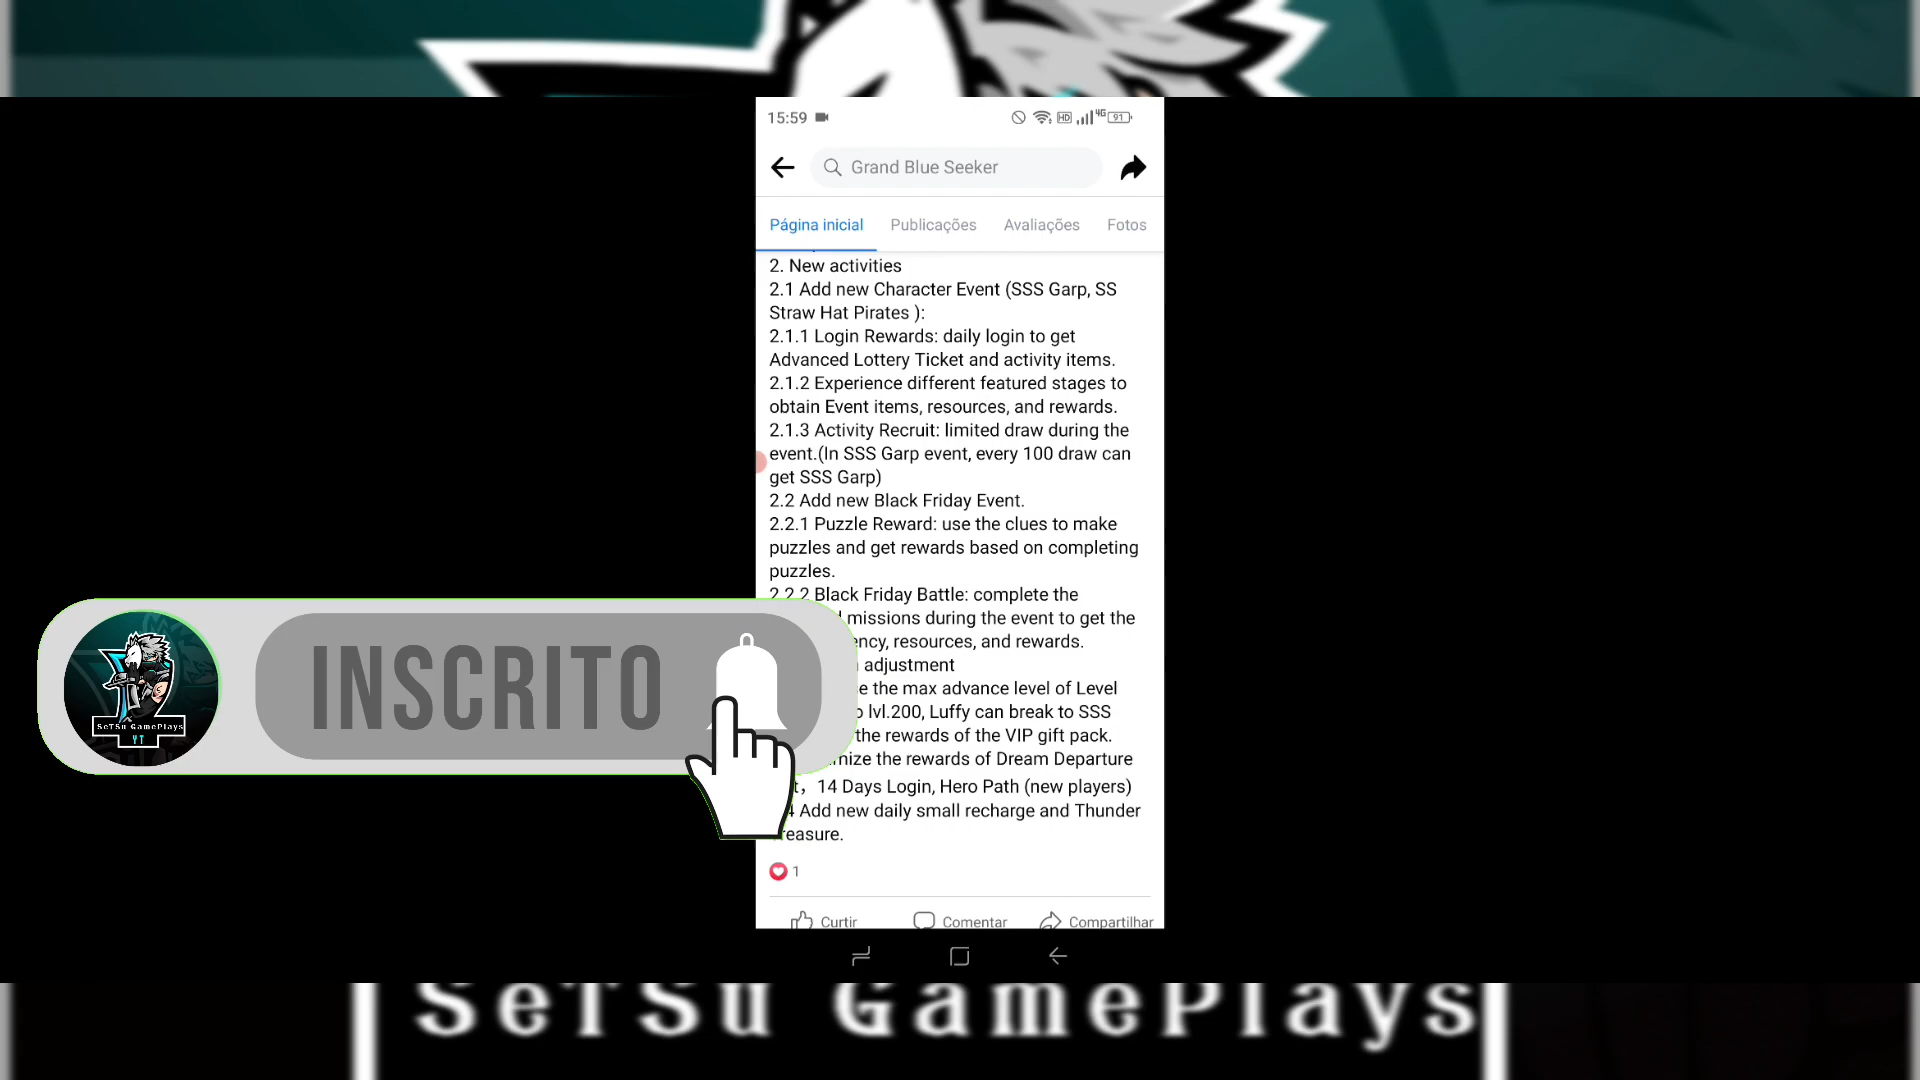 15:59
HD
4G
91
Grand Blue Seeker
Página inicial
Publicações
Avaliações
Fotos
2. New activities
2.1 Add new Character Event (SSS Garp, SS
Straw Hat Pirates ):
2.1.1 Login Rewards: daily login to get
Advanced Lottery Ticket and activity items.
2.1.2 Experience different featured stages to
obtain Event items, resources, and rewards.
2.1.3 Activity Recruit: limited draw during the
event.(In SSS Garp event, every 100 draw can
get SSS Garp)
2.2 Add new Black Friday Event.
2.2.1 Puzzle Reward: use the clues to make
puzzles and get rewards based on completing
puzzles.
2.2.2 Black Friday Battle: complete the
missions during the event to get the
resources, and rewards.
adjustment
the max advance level of Level
lvl.200, Luffy can break to SSS
the rewards of the VIP gift pack.
the rewards of Dream Departure
14 Days Login, Hero Path (new players)
Add new daily small recharge and Thunder
1
Curtir
Comentar
Compartilhar
SeTSu GamePlays
YT
INSCRITO
SeTSu GamePlays